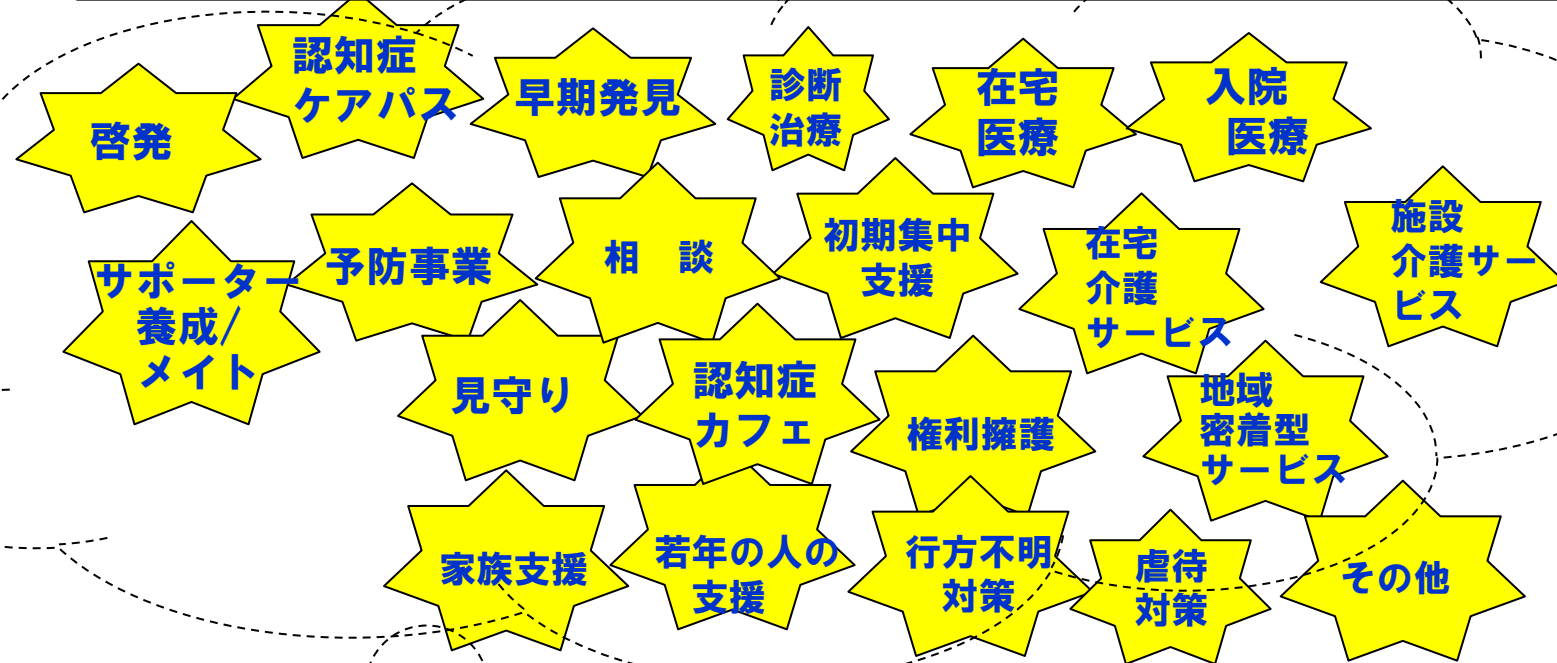 認知症
ケアパス
啓発
早期発見
診断
治療
在宅
医療
入院
医療
サポーター
養成/
メイト
予防事業
相　談
初期集中
支援
在宅
介護
サービス
施設
介護サー
ビス
見守り
認知症
カフェ
権利擁護
地域
密着型
サービス
家族支援
若年の人の
支援
行方不明
対策
虐待
対策
その他